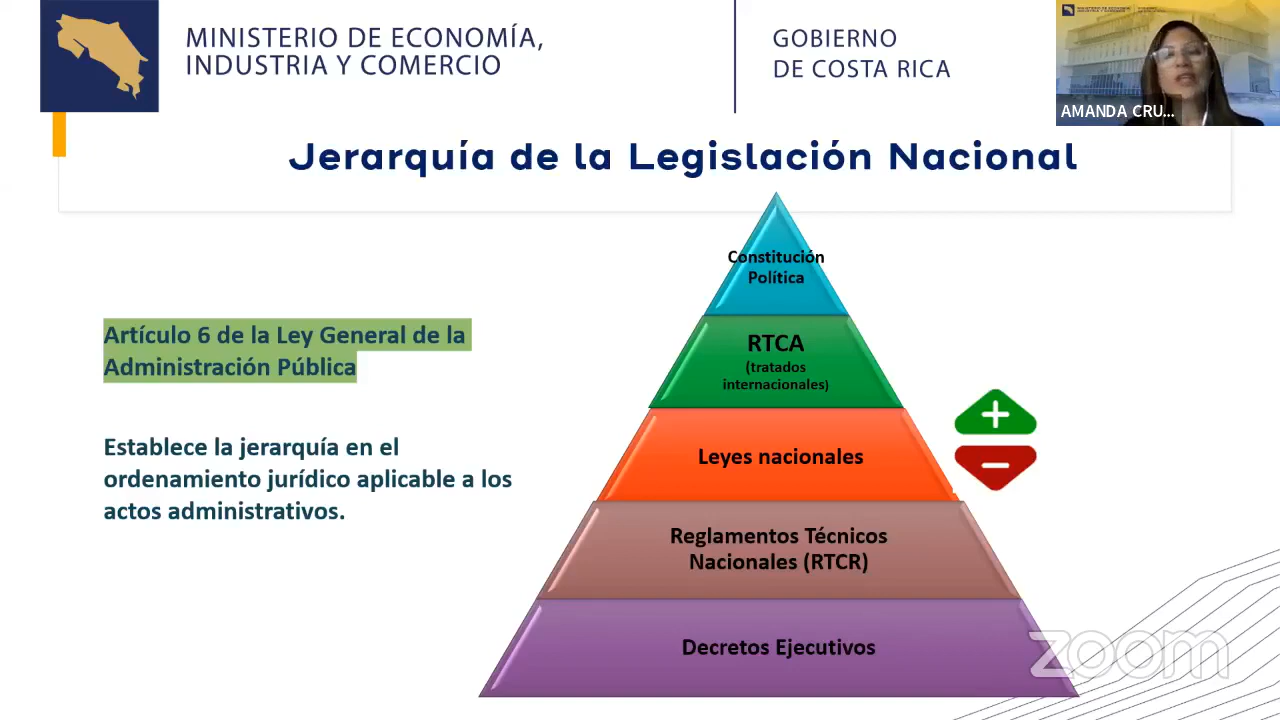 MINISTERIO DE ECONOMÍA,
INDUSTRIA Y COMERCIO
GOBIERNO
DE COSTA RICA
AMANDA CRU...
Jerarquía de la Legislación Nacional
Constitución
Política
Artículo 6 de la Ley General de la
Administración Pública
RTCA
(tratados
internacionales)
Establece la jerarquía en el
ordenamiento jurídico aplicable a los
actos administrativos.
Leyes nacionales
Reglamentos Técnicos
Nacionales (RTCR)
Decretos Ejecutivos
zoom